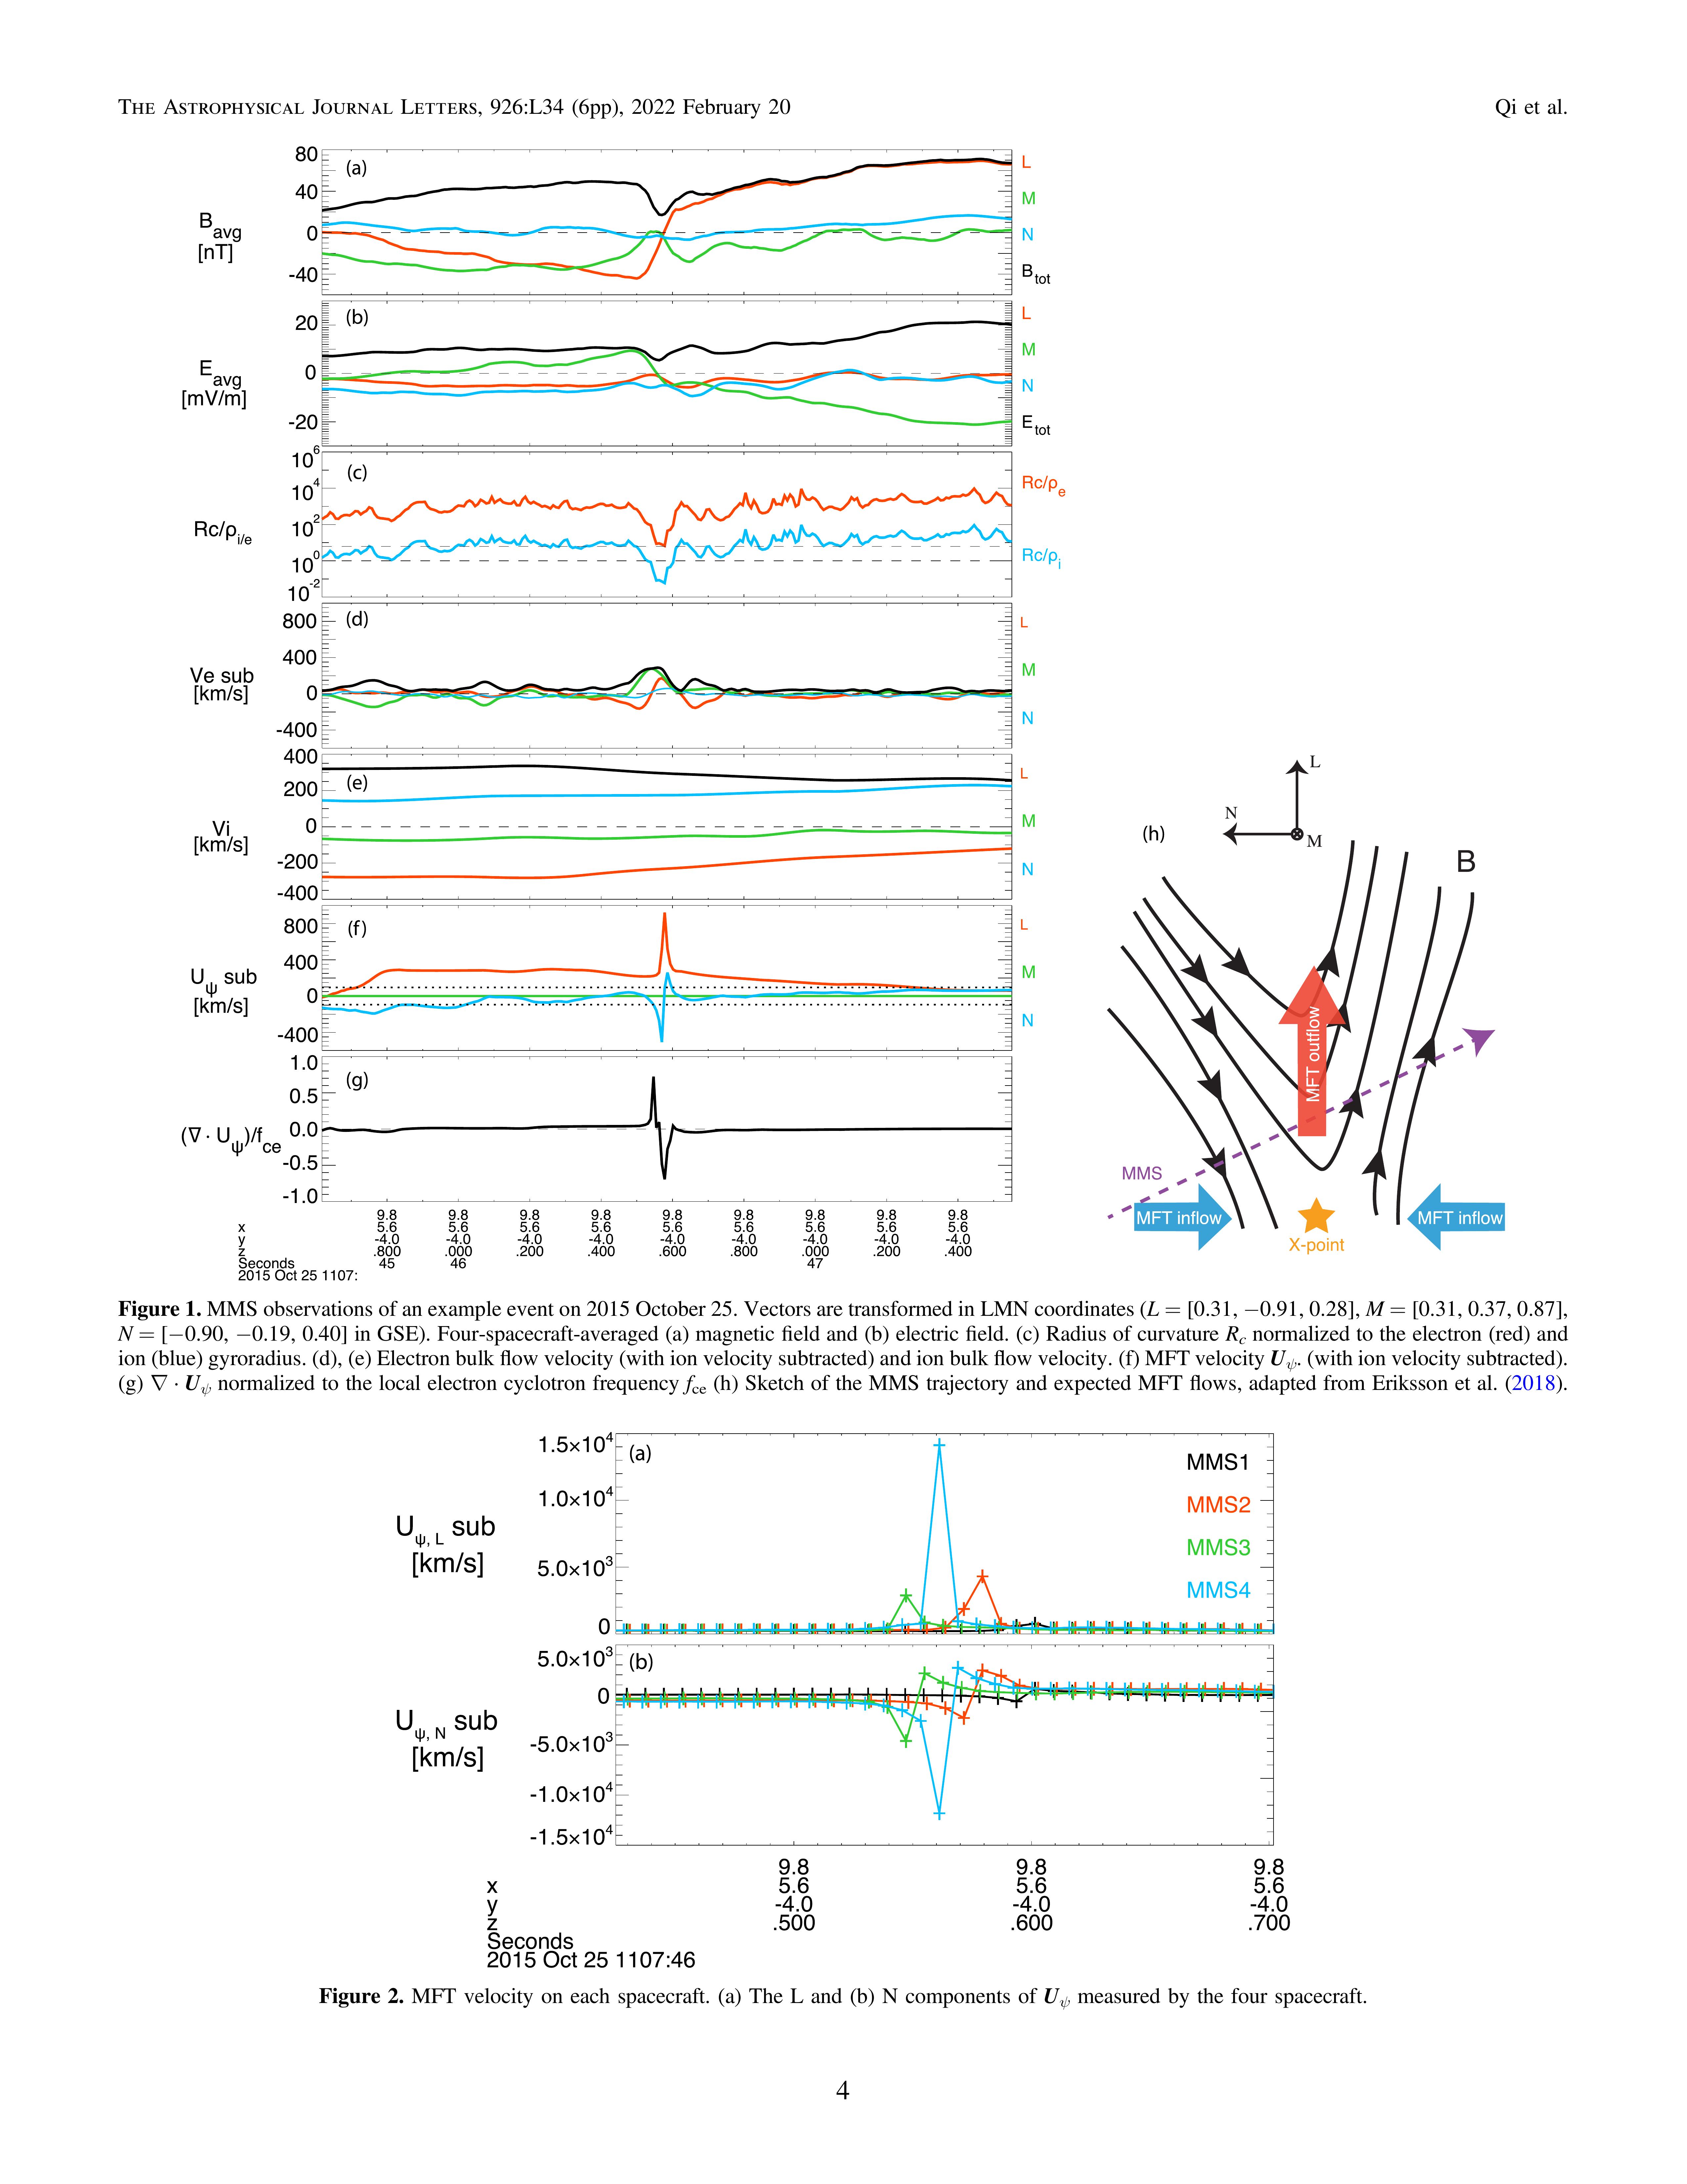 THE ASTROPHYSICAL JOURNAL LETTERS, 926:L34 (6pp), 2022 February 20
Qi et al.
80
40
0
-40
B avg
[nT]
(a)
L
M
N
B tot
20
0
-20
E avg
[mV/m]
(b)
L
M
N
E tot
10^6
10^4
10^2
10^0
10^-2
Rc/ρ i/e
(c)
Rc/ρ e
Rc/ρ i
800
400
0
-400
Ve sub
[km/s]
(d)
L
M
N
400
200
0
-200
-400
Vi
[km/s]
(e)
L
M
N
800
400
0
-400
U ψ sub
[km/s]
(f)
L
M
N
1.0
0.5
0.0
-0.5
-1.0
(∇ · U ψ)/f ce
(g)
x 9.8 9.8 9.8 9.8 9.8 9.8 9.8 9.8 9.8
y 5.6 5.6 5.6 5.6 5.6 5.6 5.6 5.6 5.6
z -4.0 -4.0 -4.0 -4.0 -4.0 -4.0 -4.0 -4.0 -4.0
Seconds .800 .000 .200 .400 .600 .800 .000 .200 .400
2015 Oct 25 1107: 45 46 47
(h)
L
N
M
B
MFT outflow
MMS
MFT inflow
MFT inflow
X-point
Figure 1. MMS observations of an example event on 2015 October 25. Vectors are transformed in LMN coordinates (L = [0.31, −0.91, 0.28], M = [0.31, 0.37, 0.87],
N = [−0.90, −0.19, 0.40] in GSE). Four-spacecraft-averaged (a) magnetic field and (b) electric field. (c) Radius of curvature Rc normalized to the electron (red) and
ion (blue) gyroradius. (d), (e) Electron bulk flow velocity (with ion velocity subtracted) and ion bulk flow velocity. (f) MFT velocity Uψ. (with ion velocity subtracted).
(g) ∇ · Uψ normalized to the local electron cyclotron frequency fce (h) Sketch of the MMS trajectory and expected MFT flows, adapted from Eriksson et al. (2018).
1.5×10^4
1.0×10^4
5.0×10^3
0
U ψ, L sub
[km/s]
(a)
MMS1
MMS2
MMS3
MMS4
5.0×10^3
0
-5.0×10^3
-1.0×10^4
-1.5×10^4
U ψ, N sub
[km/s]
(b)
x 9.8 9.8 9.8
y 5.6 5.6 5.6
z -4.0 -4.0 -4.0
Seconds .500 .600 .700
2015 Oct 25 1107:46
Figure 2. MFT velocity on each spacecraft. (a) The L and (b) N components of Uψ measured by the four spacecraft.
4